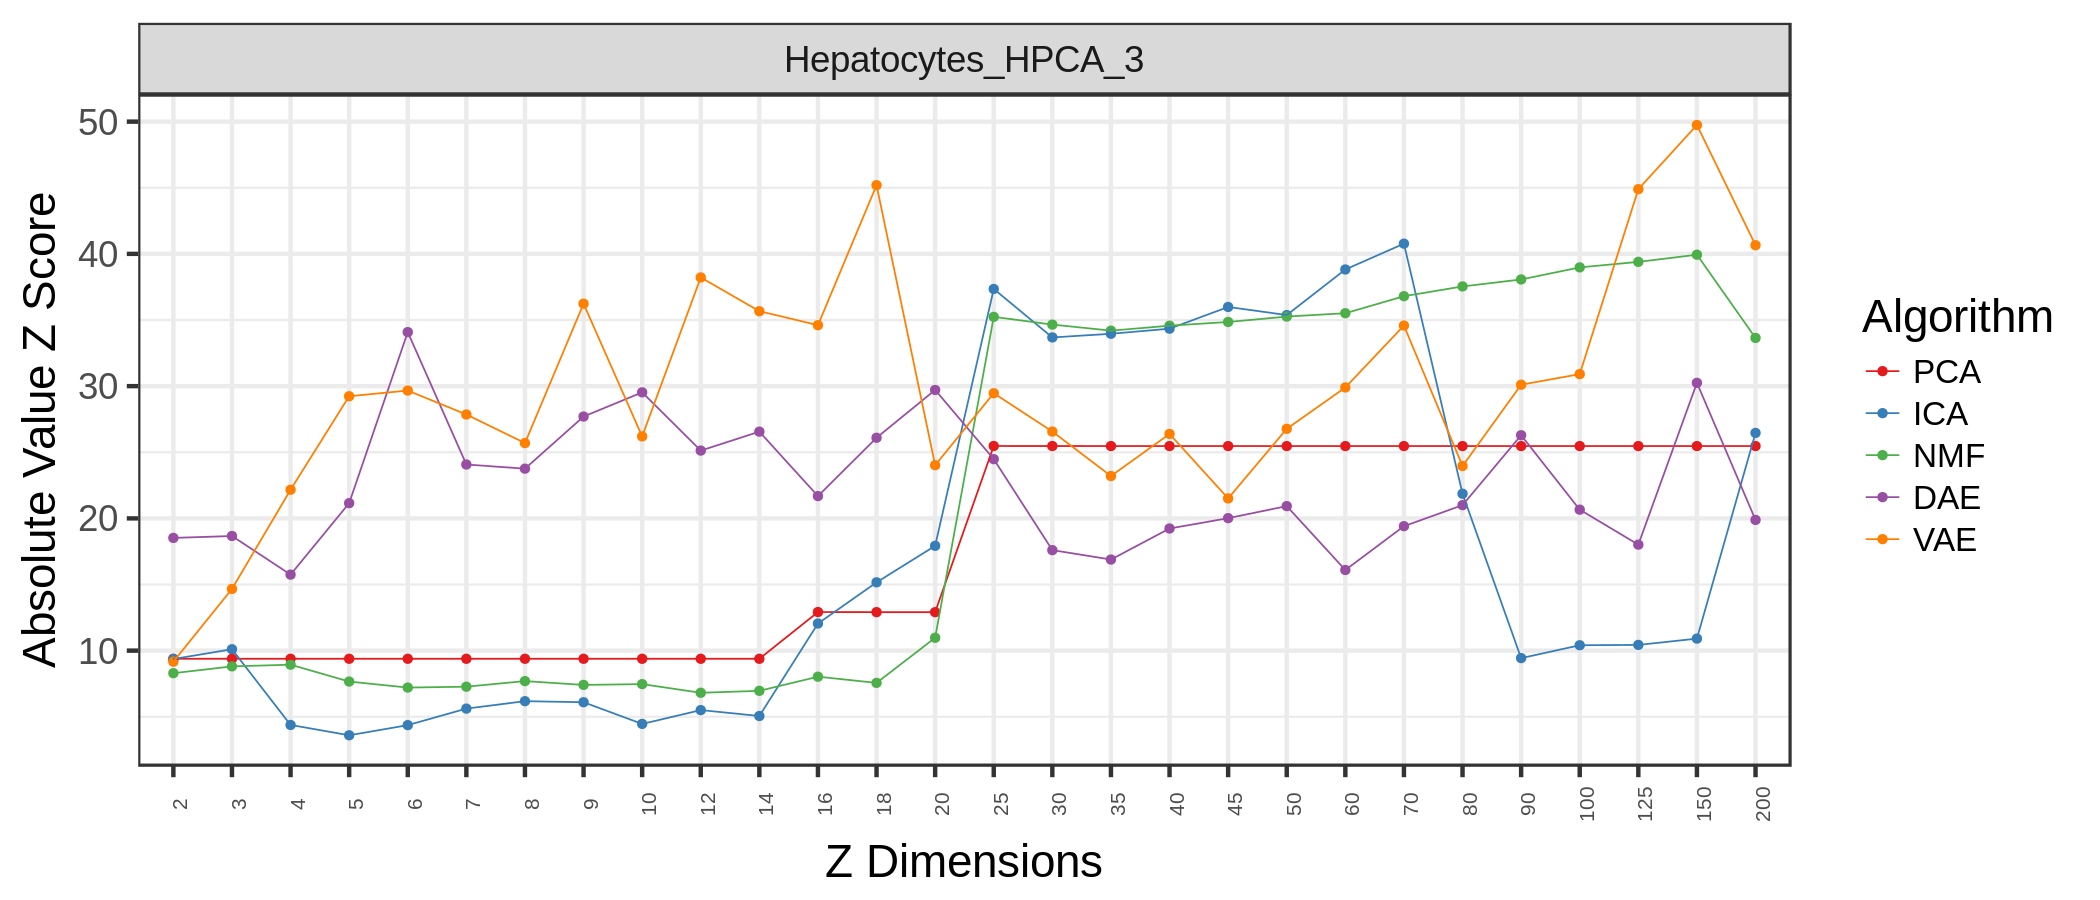 Hepatocytes_HPCA_3
50
40
30
20
10
Absolute Value Z Score
2 3 4 5 6 7 8 9 10 12 14 16 18 20 25 30 35 40 45 50 60 70 80 90 100 125 150 200
Z Dimensions
Algorithm
PCA
ICA
NMF
DAE
VAE